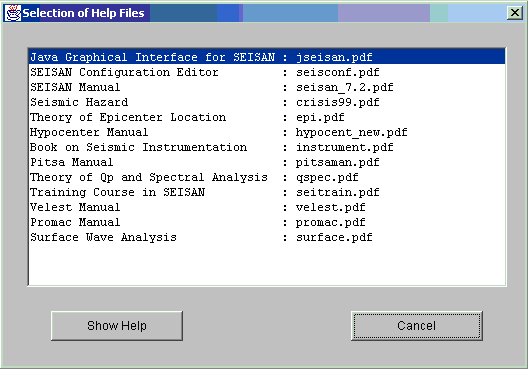 Selection of Help Files
Java Graphical Interface for SEISAN : jseisan.pdf
SEISAN Configuration Editor : seisconf.pdf
SEISAN Manual : seisan_7.2.pdf
Seismic Hazard : crisis99.pdf
Theory of Epicenter Location : epi.pdf
Hypocenter Manual : hypocent_new.pdf
Book on Seismic Instrumentation : instrument.pdf
Pitsa Manual : pitsaman.pdf
Theory of Qp and Spectral Analysis : qspec.pdf
Training Course in SEISAN : seitrain.pdf
Velest Manual : velest.pdf
Promac Manual : promac.pdf
Surface Wave Analysis : surface.pdf
Show Help Cancel